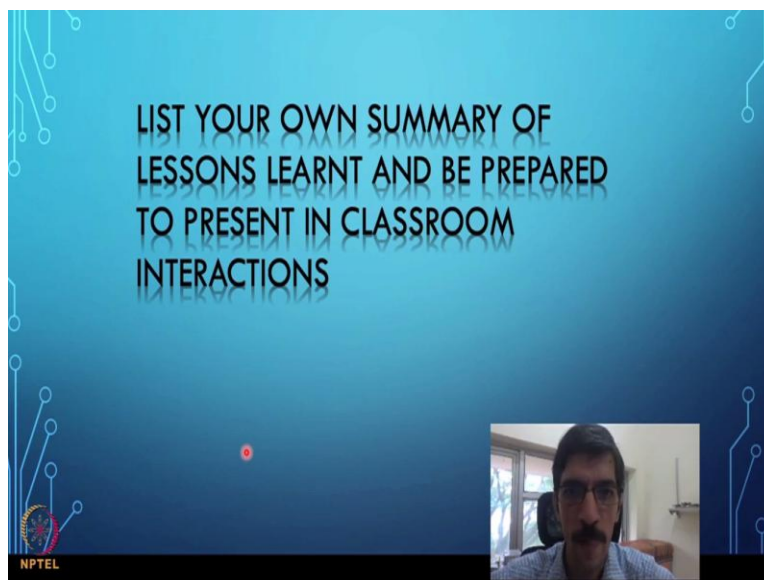 LIST YOUR OWN SUMMARY OF
LESSONS LEARNT AND BE PREPARED
TO PRESENT IN CLASSROOM
INTERACTIONS
NPTEL